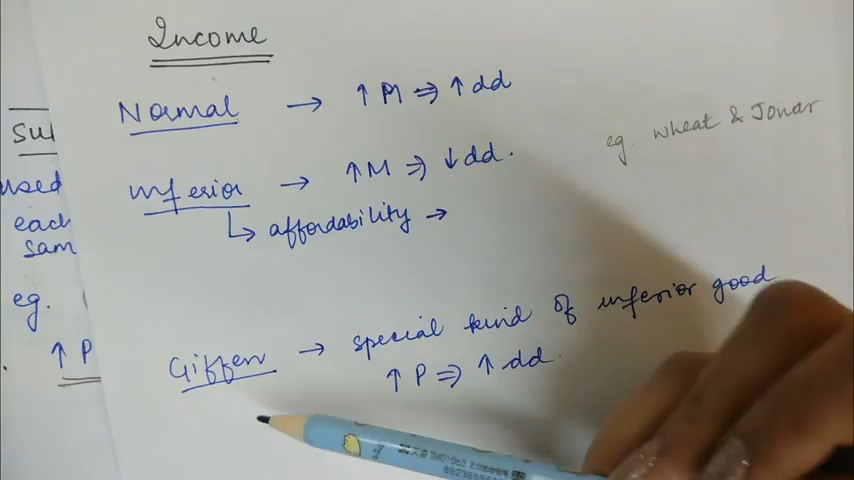 Income
Normal → ↑ M ⇒ ↑ dd
eg. wheat & Jowar
Inferior → ↑M ⇒ ↓ dd.
↳ affordability →
Giffen → special kind of inferior good
↑ P ⇒ ↑ dd.
used
each
sam
eg.
↑ P